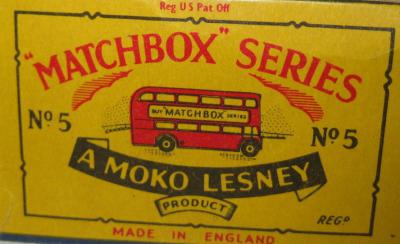 Reg U S Pat Off
"MATCHBOX" SERIES
No 5
BUY MATCHBOX SERIES
No 5
A MOKO LESNEY
PRODUCT
REGD
MADE IN ENGLAND